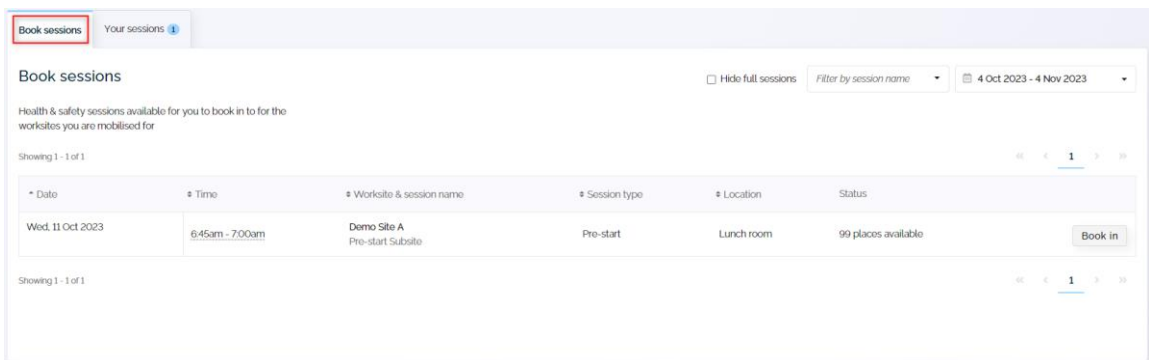 Book sessions Your sessions 1
Book sessions
Hide full sessions Filter by session name 4 Oct 2023 - 4 Nov 2023
Health & safety sessions available for you to book in to for the
worksites you are mobilised for
Showing 1 - 1 of 1 « < 1 > »
Date Time Worksite & session name Session type Location Status
Wed, 11 Oct 2023 6:45am - 7:00am Demo Site A Pre-start Lunch room 99 places available Book in
Pre-start Subsite
Showing 1 - 1 of 1 « < 1 > »